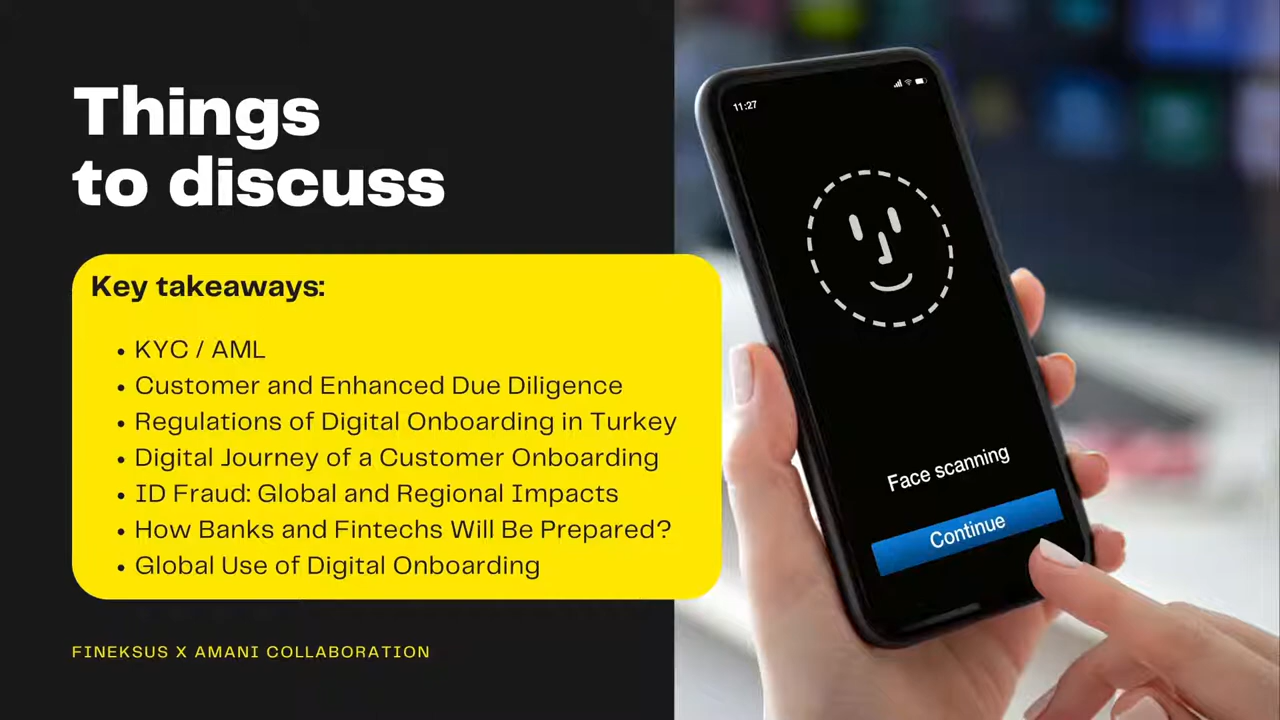 Things
to discuss
Key takeaways:
• KYC / AML
• Customer and Enhanced Due Diligence
• Regulations of Digital Onboarding in Turkey
• Digital Journey of a Customer Onboarding
• ID Fraud: Global and Regional Impacts
• How Banks and Fintechs Will Be Prepared?
• Global Use of Digital Onboarding
FINEKSUS X AMANI COLLABORATION
11:27
Face scanning
Continue